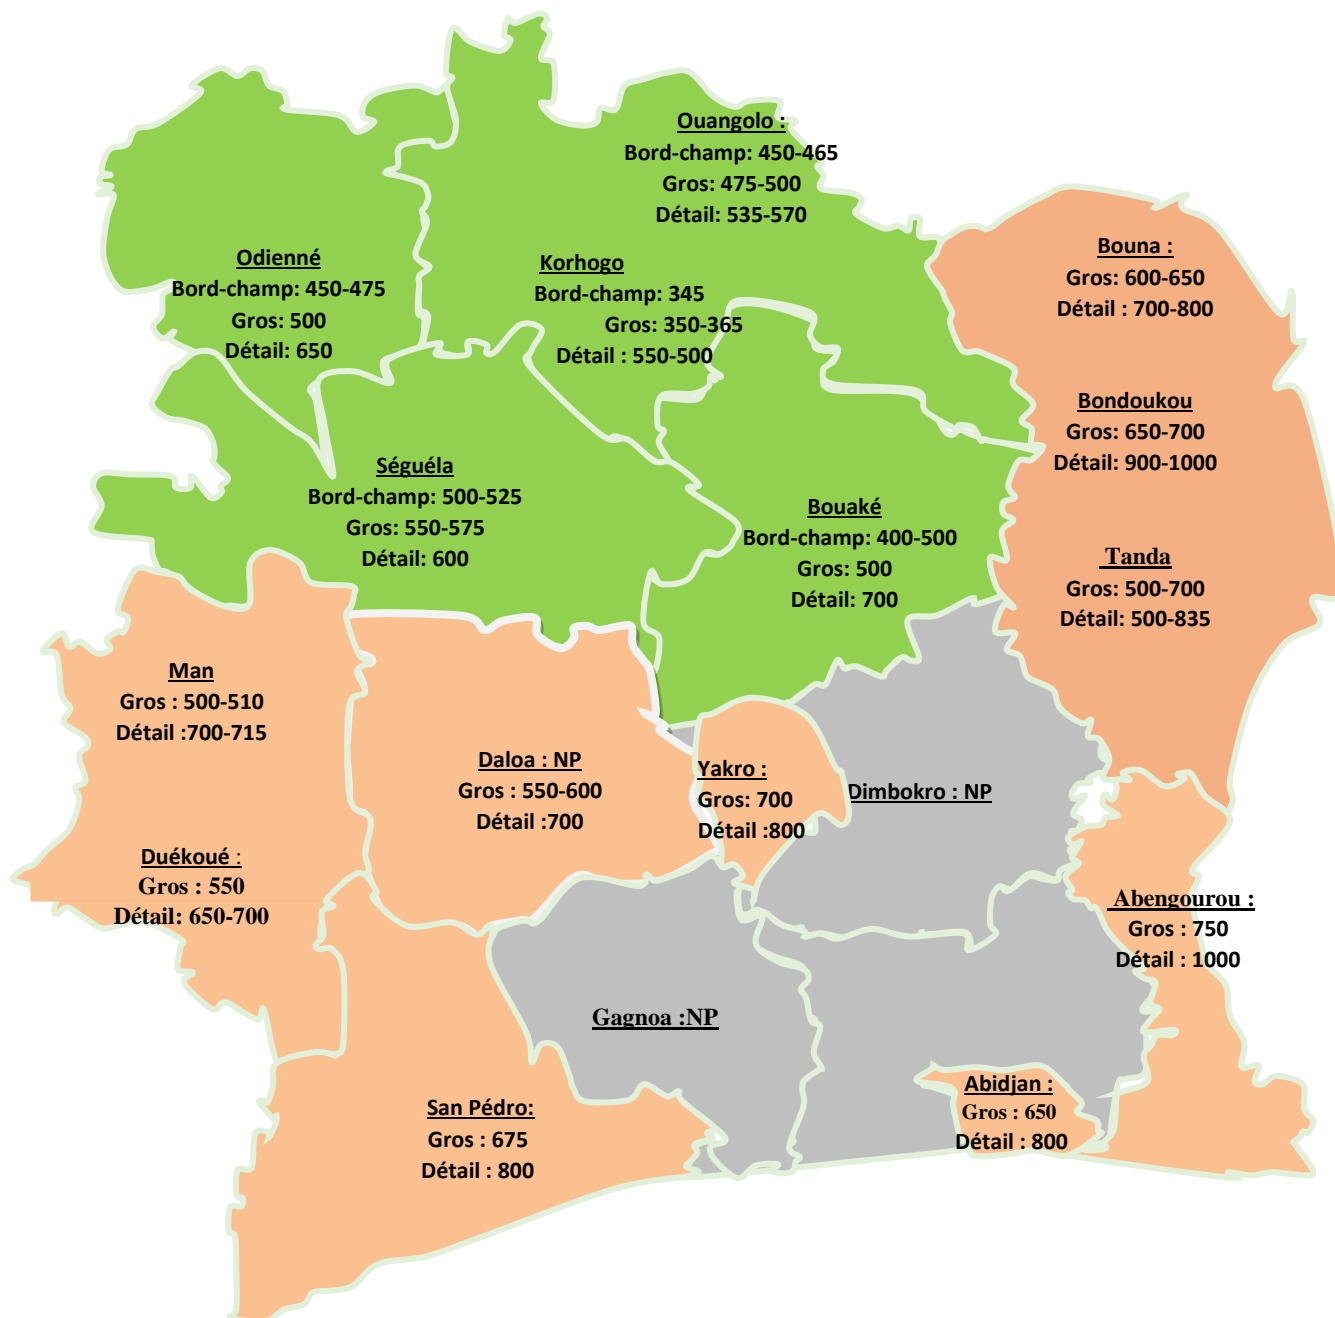 Ouangolo :
Bord-champ: 450-465
Gros: 475-500
Détail: 535-570
Bouna :
Gros: 600-650
Détail : 700-800
Odienné
Bord-champ: 450-475
Gros: 500
Détail: 650
Korhogo
Bord-champ: 345
Gros: 350-365
Détail : 550-500
Bondoukou
Gros: 650-700
Détail: 900-1000
Séguéla
Bord-champ: 500-525
Gros: 550-575
Détail: 600
Bouaké
Bord-champ: 400-500
Gros: 500
Détail: 700
Tanda
Gros: 500-700
Détail: 500-835
Man
Gros : 500-510
Détail :700-715
Daloa : NP
Gros : 550-600
Détail :700
Yakro :
Gros: 700
Détail :800
Dimbokro : NP
Duékoué :
Gros : 550
Détail: 650-700
Abengourou :
Gros : 750
Détail : 1000
Gagnoa :NP
San Pédro:
Gros : 675
Détail : 800
Abidjan :
Gros : 650
Détail : 800